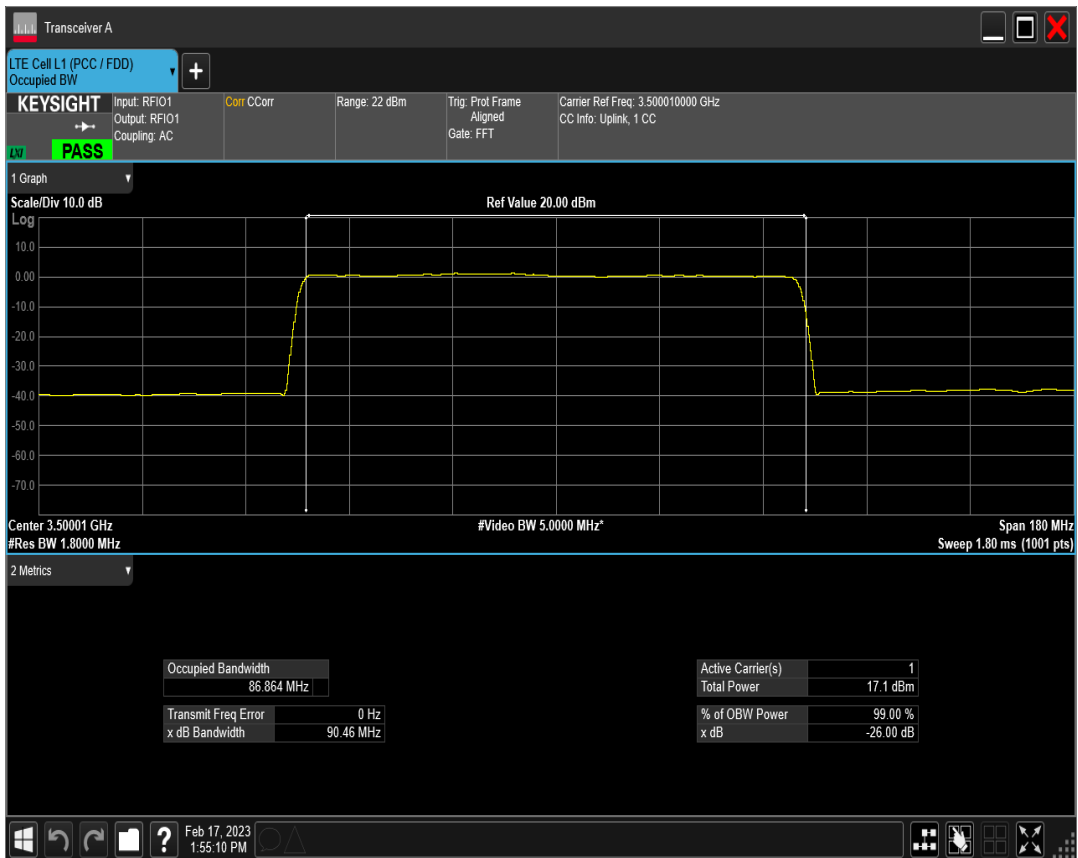 Transceiver A
LTE Cell L1 (PCC / FDD)
Occupied BW
+
KEYSIGHT
LXI
PASS
Input: RFIO1
Output: RFIO1
Coupling: AC
Corr CCorr
Range: 22 dBm
Trig: Prot Frame
Aligned
Gate: FFT
Carrier Ref Freq: 3.500010000 GHz
CC Info: Uplink, 1 CC
1 Graph
Scale/Div 10.0 dB
Ref Value 20.00 dBm
Log
10.0
0.00
-10.0
-20.0
-30.0
-40.0
-50.0
-60.0
-70.0
Center 3.50001 GHz
#Video BW 5.0000 MHz*
Span 180 MHz
#Res BW 1.8000 MHz
Sweep 1.80 ms (1001 pts)
2 Metrics
Occupied Bandwidth
86.864 MHz
Transmit Freq Error 0 Hz
x dB Bandwidth 90.46 MHz
Active Carrier(s) 1
Total Power 17.1 dBm
% of OBW Power 99.00 %
x dB -26.00 dB
?
Feb 17, 2023
1:55:10 PM